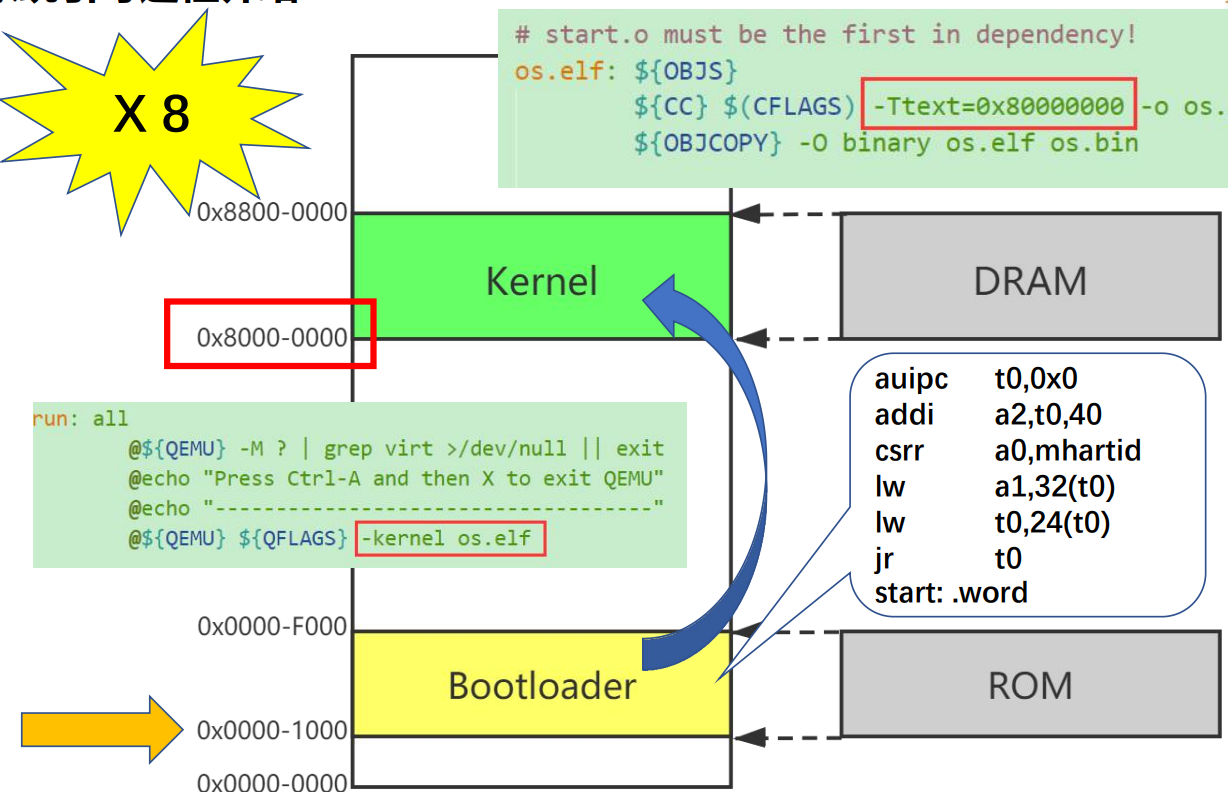 X 8
# start.o must be the first in dependency!
os.elf: ${OBJS}
${CC} $(CFLAGS) -Ttext=0x80000000 -o os.
${OBJCOPY} -O binary os.elf os.bin
0x8800-0000
Kernel
DRAM
0x8000-0000
run: all
@${QEMU} -M ? | grep virt >/dev/null || exit
@echo "Press Ctrl-A and then X to exit QEMU"
@echo "------------------------------------"
@${QEMU} ${QFLAGS} -kernel os.elf
auipc t0,0x0
addi a2,t0,40
csrr a0,mhartid
lw a1,32(t0)
lw t0,24(t0)
jr t0
start: .word
0x0000-F000
Bootloader
ROM
0x0000-1000
0x0000-0000